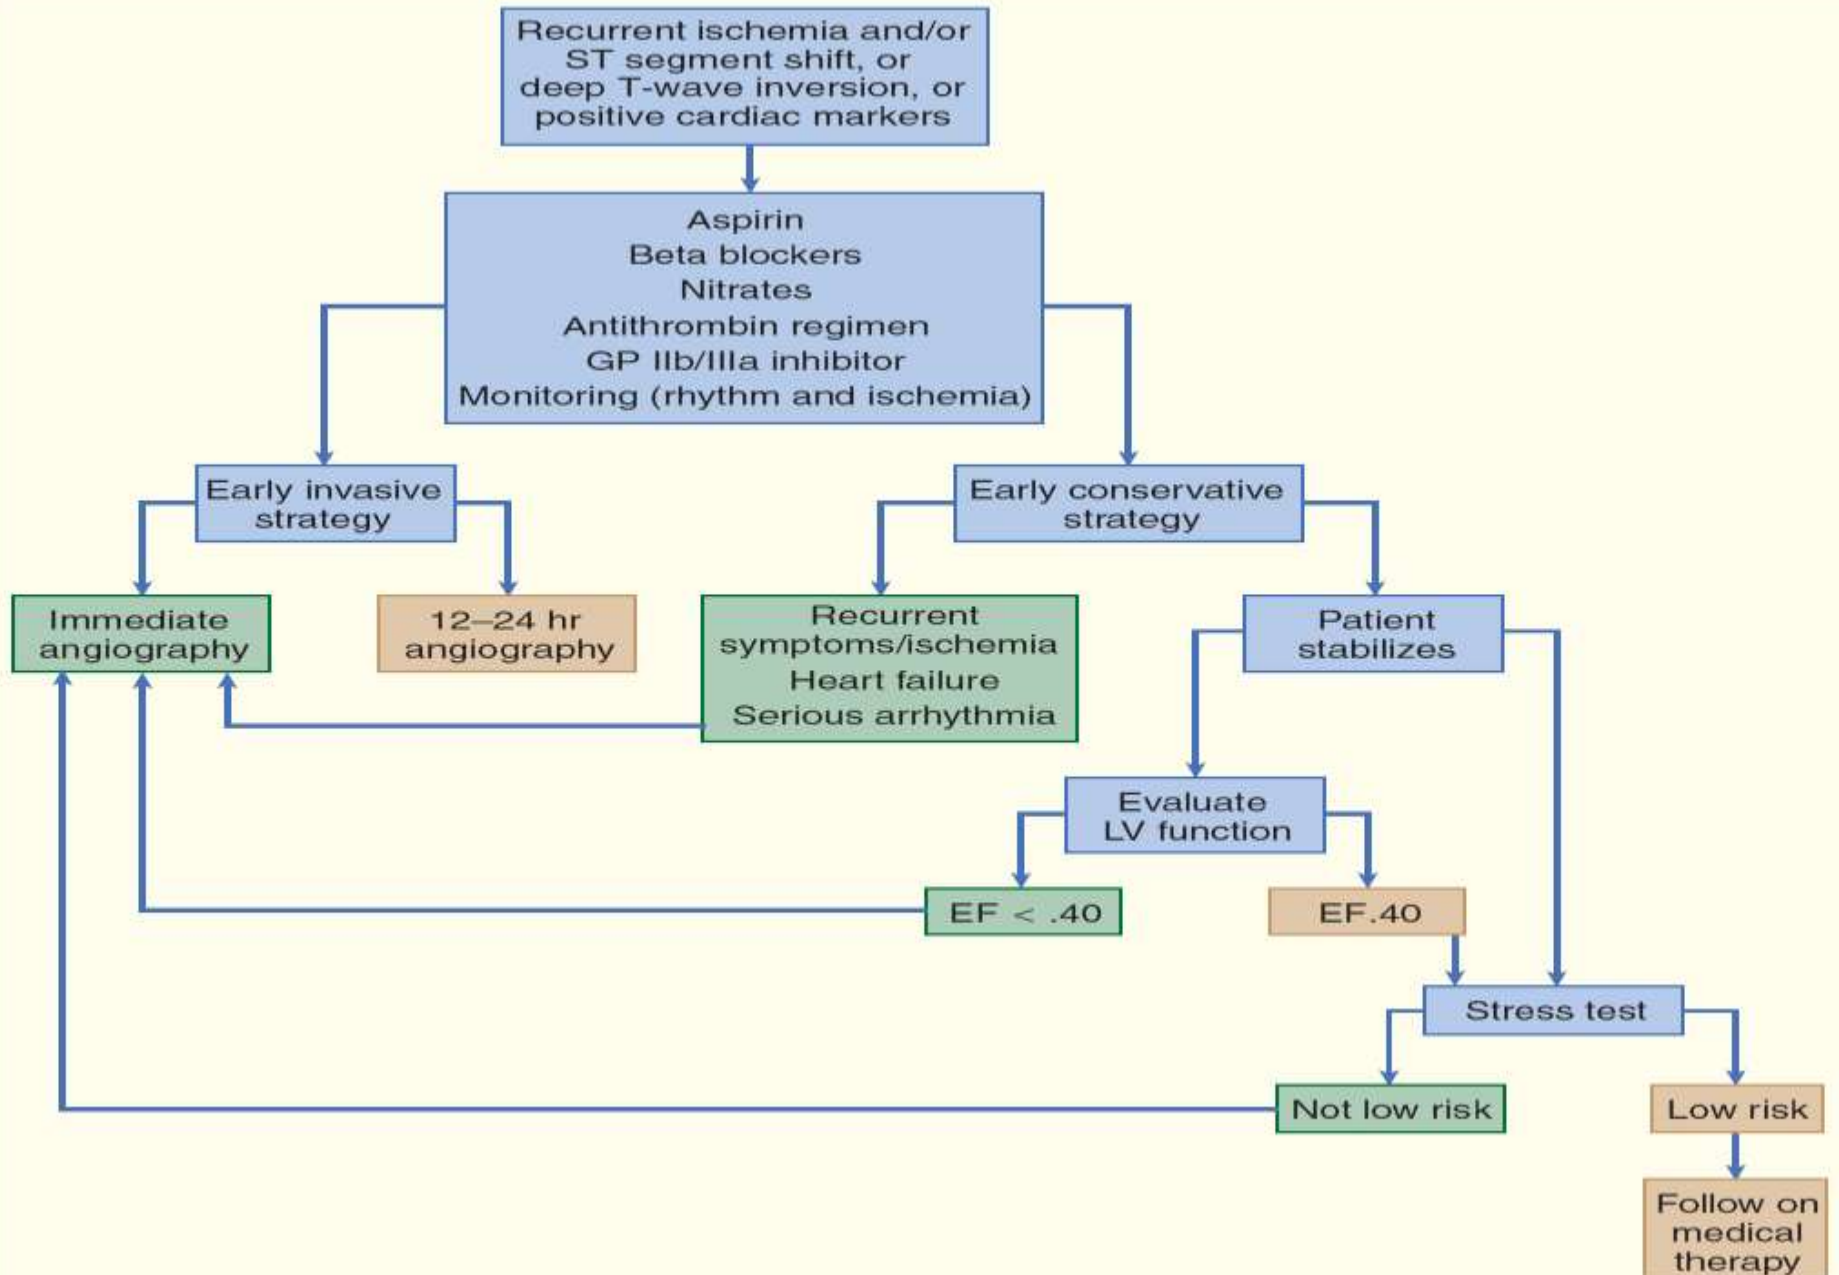 Recurrent ischemia and/or
ST segment shift, or
deep T-wave inversion, or
positive cardiac markers
Aspirin
Beta blockers
Nitrates
Antithrombin regimen
GP IIb/IIIa inhibitor
Monitoring (rhythm and ischemia)
Early invasive
strategy
Early conservative
strategy
Immediate
angiography
12–24 hr
angiography
Recurrent
symptoms/ischemia
Heart failure
Serious arrhythmia
Patient
stabilizes
Evaluate
LV function
EF < .40
EF.40
Stress test
Not low risk
Low risk
Follow on
medical
therapy